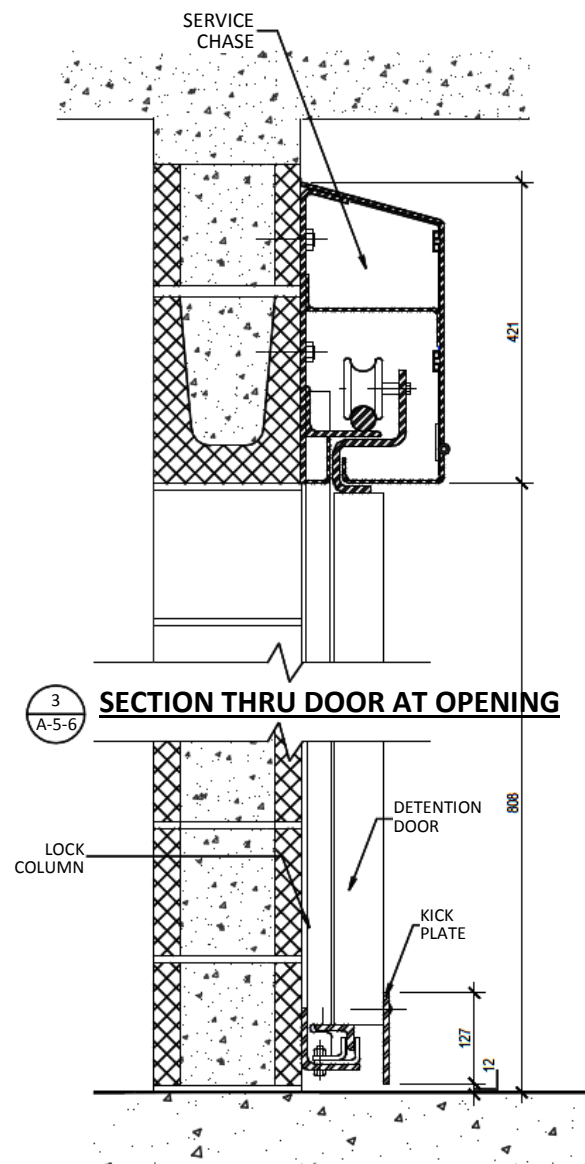 SERVICE
CHASE
421
3
A-5-6
SECTION THRU DOOR AT OPENING
808
DETENTION
DOOR
LOCK
COLUMN
KICK
PLATE
127
12